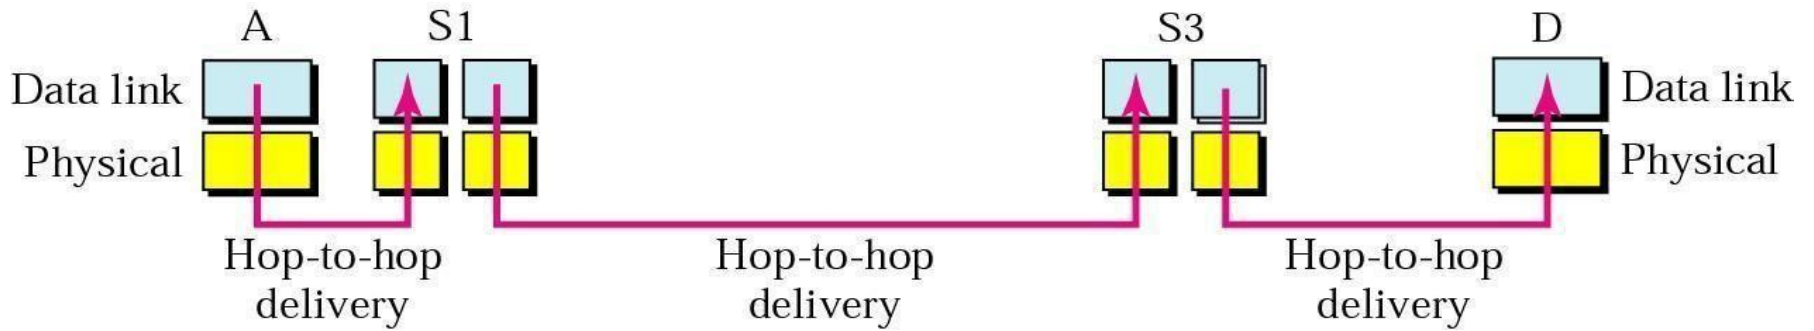 A
S1
S3
D
Data link
Data link
Physical
Physical
Hop-to-hop
delivery
Hop-to-hop
delivery
Hop-to-hop
delivery